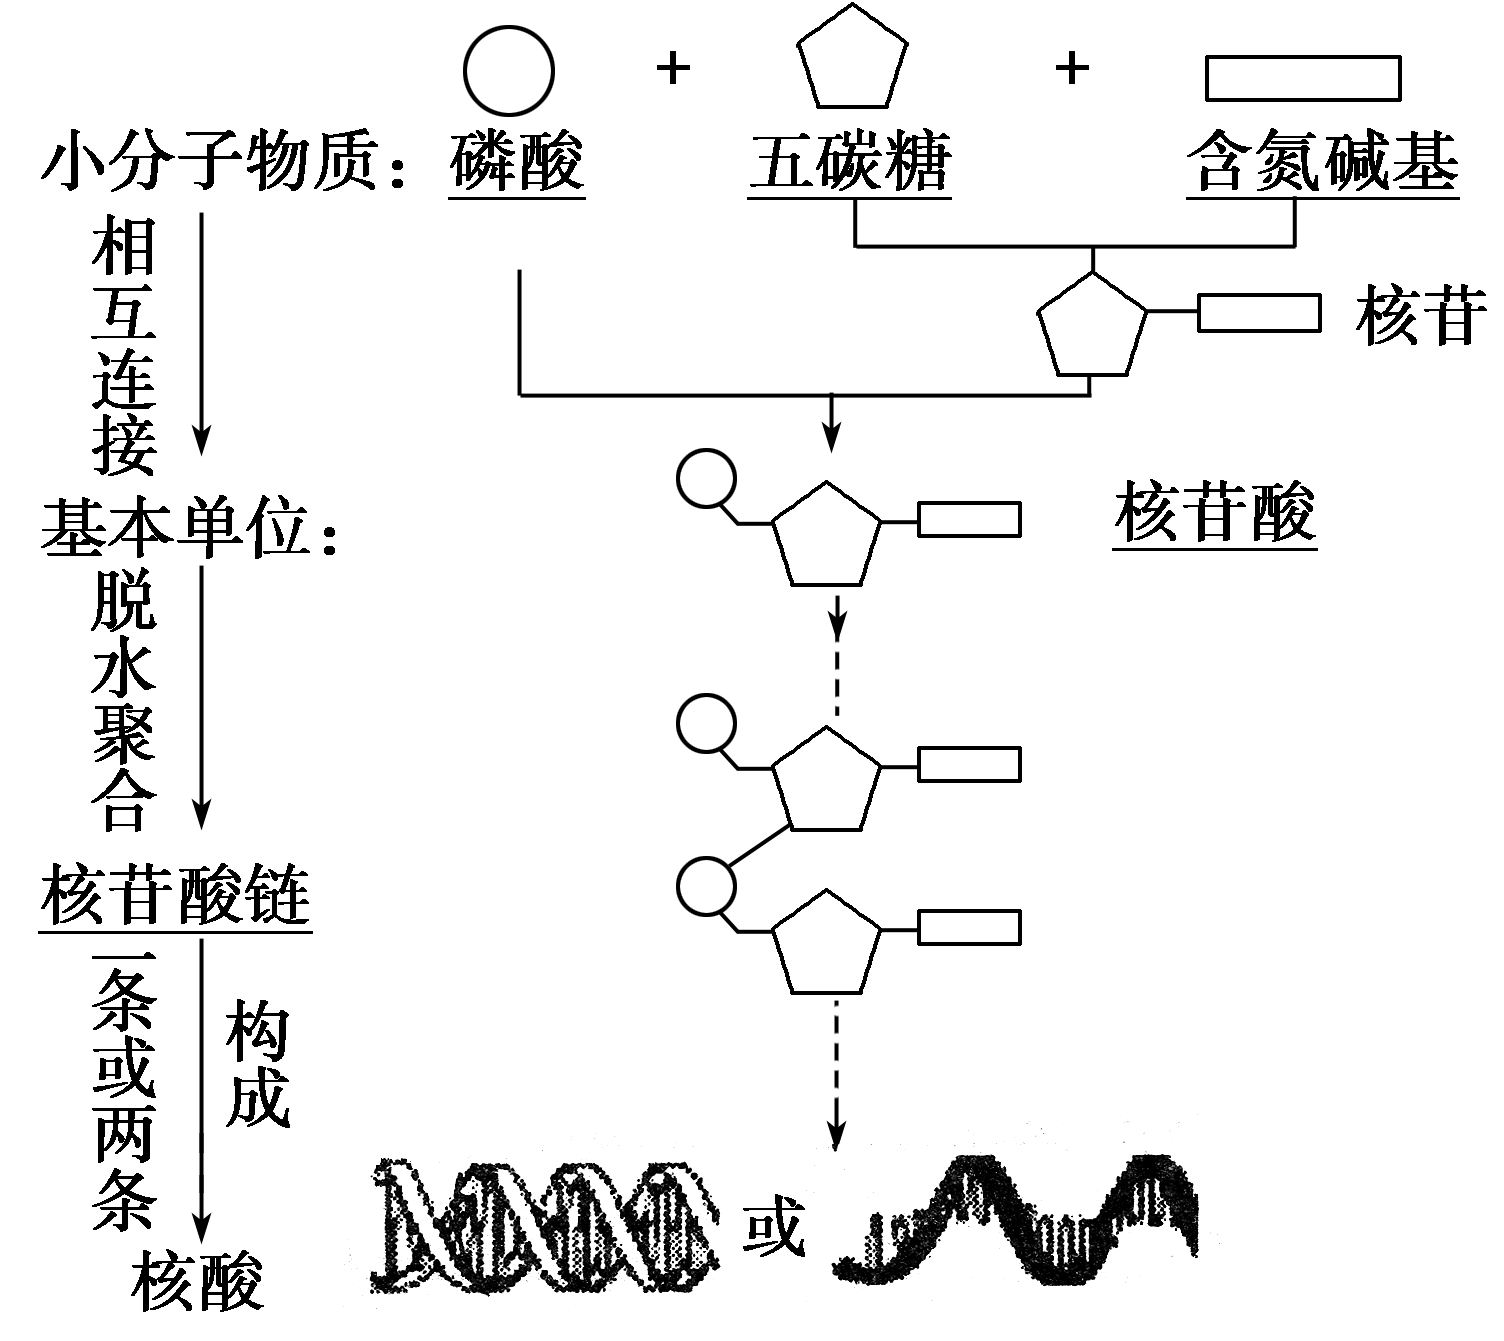 + +
小分子物质：磷酸 五碳糖 含氮碱基
相互连接
核苷
基本单位： 核苷酸
脱水聚合
核苷酸链
一条或两条
构成
或
核酸